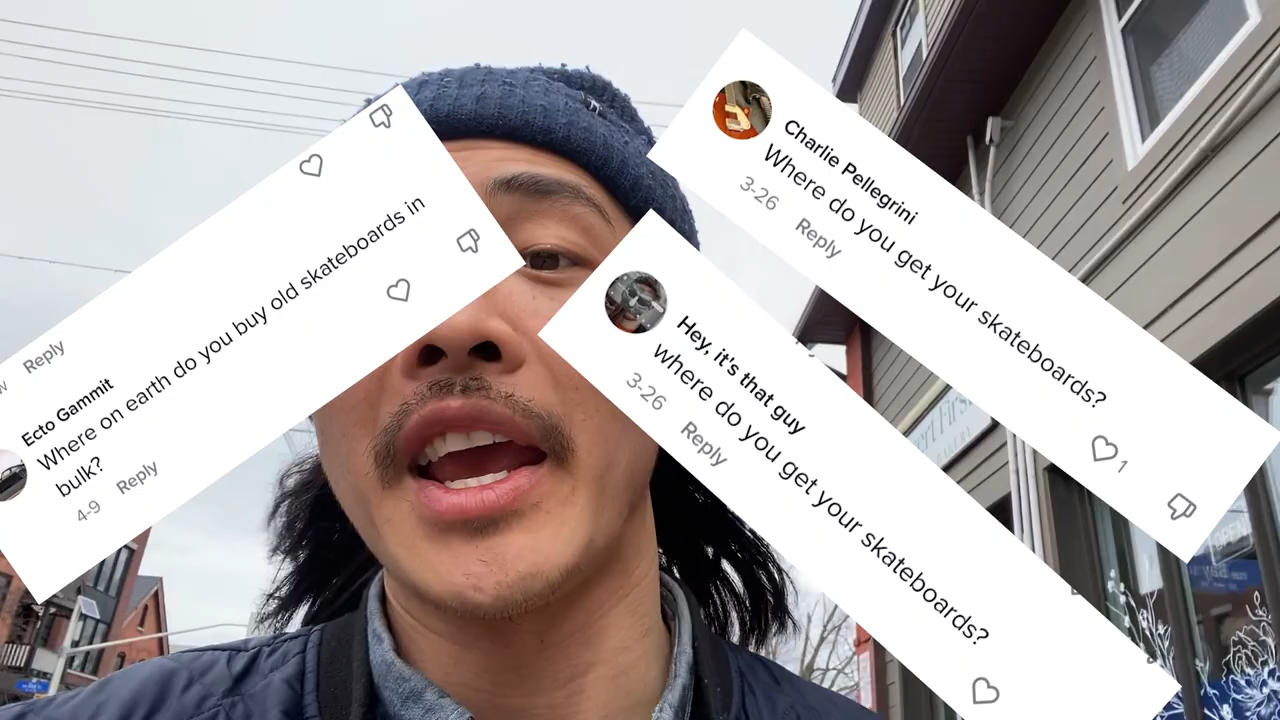 Reply
Ecto Gammit
Where on earth do you buy old skateboards in
bulk?
4-9 Reply
Hey, it's that guy
where do you get your skateboards?
3-26 Reply
Charlie Pellegrini
Where do you get your skateboards?
3-26 Reply
1